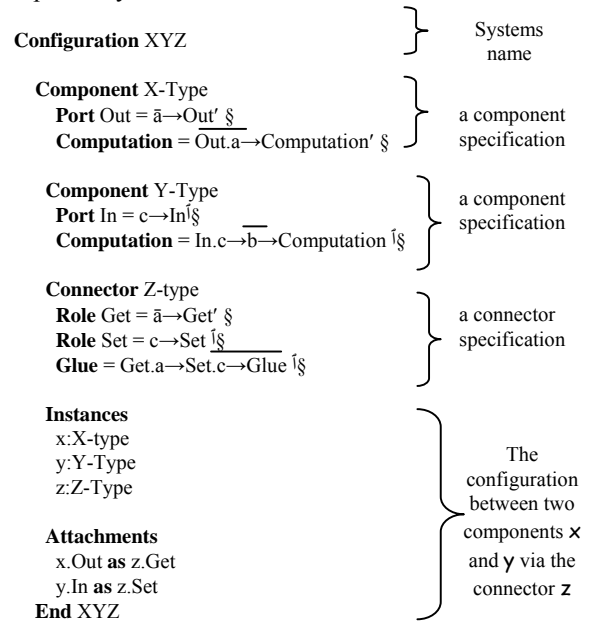 Configuration XYZ
Systems
name
Component X-Type
Port Out = ā→Out′ §
Computation = O̅u̅t̅.̅a̅→Computation′ §
a component
specification
Component Y-Type
Port In = c→Inآ§
Computation = In.c→b̅→Computation آ§
a component
specification
Connector Z-type
Role Get = ā→Get′ §
Role Set = c→Set آ§
Glue = Get.a→S̅e̅t̅.̅c̅→Glue آ§
a connector
specification
Instances
x:X-type
y:Y-Type
z:Z-Type
Attachments
x.Out as z.Get
y.In as z.Set
End XYZ
The
configuration
between two
components x
and y via the
connector z